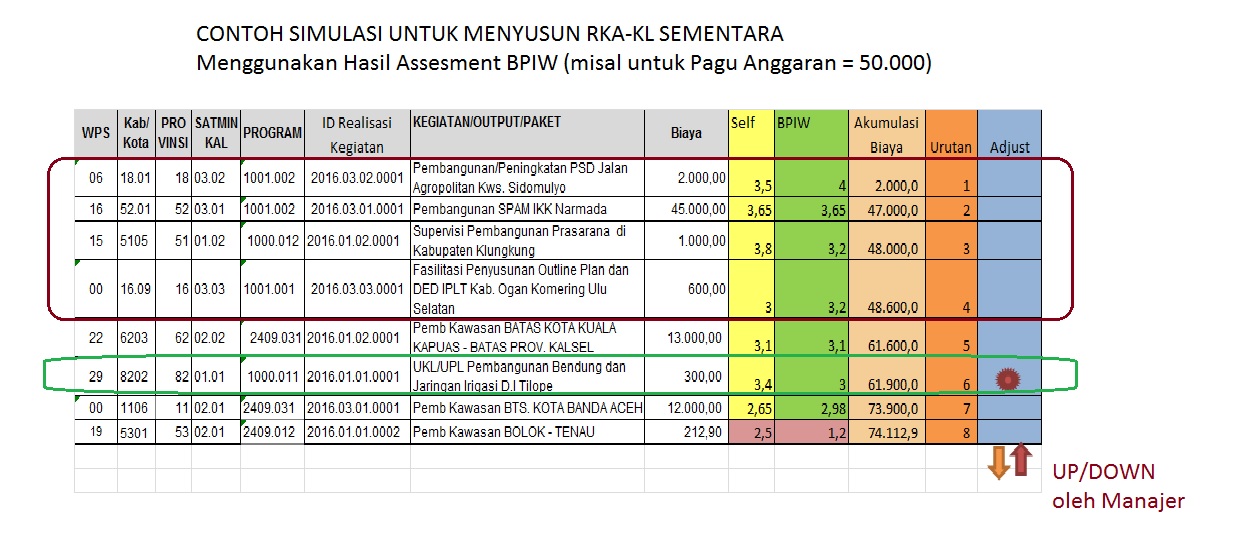 CONTOH SIMULASI UNTUK MENYUSUN RKA-KL SEMENTARA
Menggunakan Hasil Assesment BPIW (misal untuk Pagu Anggaran = 50.000)
WPS Kab/ Kota PRO VINSI SATMIN KAL PROGRAM ID Realisasi Kegiatan KEGIATAN/OUTPUT/PAKET Biaya Self BPIW Akumulasi Biaya Urutan Adjust
06 18.01 18 03.02 1001.002 2016.03.02.0001 Pembangunan/Peningkatan PSD Jalan Agropolitan Kws. Sidomulyo 2.000,00 3,5 4 2.000,0 1
16 52.01 52 03.01 1001.002 2016.03.01.0001 Pembangunan SPAM IKK Narmada 45.000,00 3,65 3,65 47.000,0 2
15 5105 51 01.02 1000.012 2016.01.02.0001 Supervisi Pembangunan Prasarana di Kabupaten Klungkung 1.000,00 3,8 3,2 48.000,0 3
00 16.09 16 03.03 1001.001 2016.03.03.0001 Fasilitasi Penyusunan Outline Plan dan DED IPLT Kab. Ogan Komering Ulu Selatan 600,00 3 3,2 48.600,0 4
22 6203 62 02.02 2409.031 2016.01.02.0001 Pemb Kawasan BATAS KOTA KUALA KAPUAS - BATAS PROV. KALSEL 13.000,00 3,1 3,1 61.600,0 5
29 8202 82 01.01 1000.011 2016.01.01.0001 UKL/UPL Pembangunan Bendung dan Jaringan Irigasi D.I Tilope 300,00 3,4 3 61.900,0 6
00 1106 11 02.01 2409.031 2016.03.01.0001 Pemb Kawasan BTS. KOTA BANDA ACEH 12.000,00 2,65 2,98 73.900,0 7
19 5301 53 02.01 2409.012 2016.01.01.0002 Pemb Kawasan BOLOK - TENAU 212,90 2,5 1,2 74.112,9 8
UP/DOWN
oleh Manajer